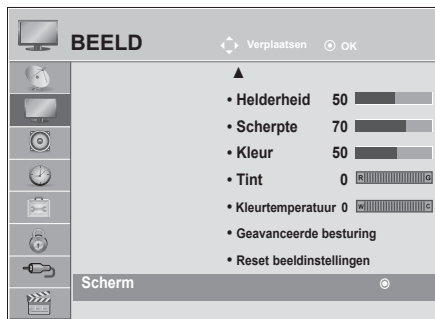 BEELD Verplaatsen OK
▲
• Helderheid 50
• Scherpte 70
• Kleur 50
• Tint 0 R G
• Kleurtemperatuur 0 W C
• Geavanceerde besturing
• Reset beeldinstellingen
Scherm